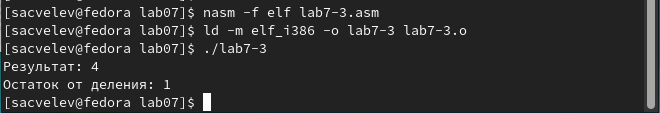 [sacvelev@fedora lab07]$ nasm -f elf lab7-3.asm
[sacvelev@fedora lab07]$ ld -m elf_i386 -o lab7-3 lab7-3.o
[sacvelev@fedora lab07]$ ./lab7-3
Результат: 4
Остаток от деления: 1
[sacvelev@fedora lab07]$